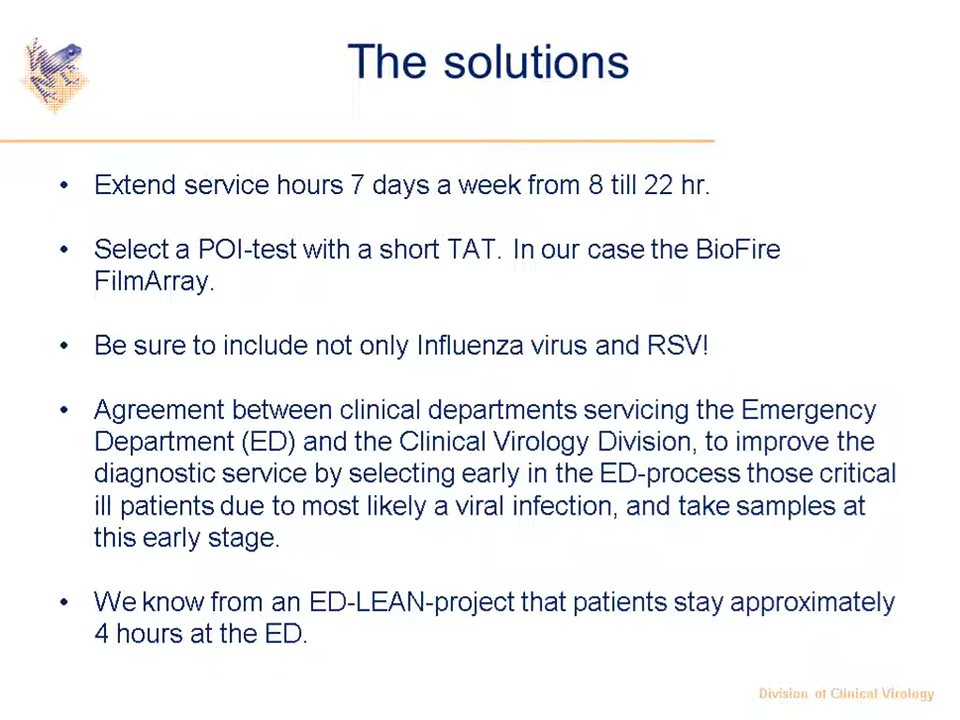 The solutions
• Extend service hours 7 days a week from 8 till 22 hr.
• Select a POI-test with a short TAT. In our case the BioFire
FilmArray.
• Be sure to include not only Influenza virus and RSV!
• Agreement between clinical departments servicing the Emergency
Department (ED) and the Clinical Virology Division, to improve the
diagnostic service by selecting early in the ED-process those critical
ill patients due to most likely a viral infection, and take samples at
this early stage.
• We know from an ED-LEAN-project that patients stay approximately
4 hours at the ED.
Division of Clinical Virology